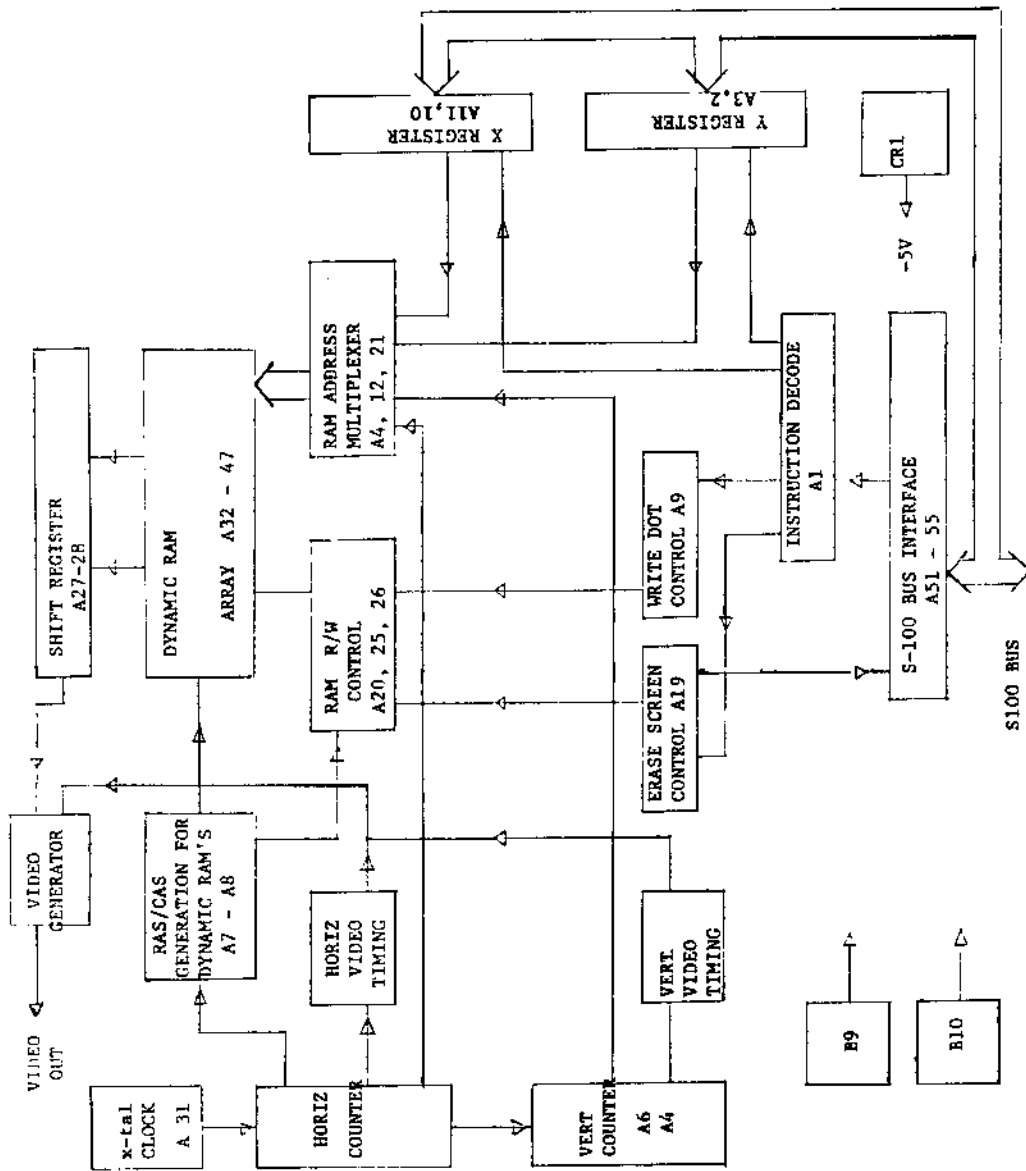 x-tal
CLOCK
A 31
HORIZ
COUNTER
VERT
COUNTER
A6
A4
VIDEO OUT
VIDEO
GENERATOR
RAS/CAS
GENERATION FOR
DYNAMIC RAM'S
A7 - A8
HORIZ
VIDEO
TIMING
VERT.
VIDEO
TIMING
B9
B10
SHIFT REGISTER
A27-28
DYNAMIC RAM
ARRAY A32 - 47
RAM R/W
CONTROL
A20, 25, 26
RAM ADDRESS
MULTIPLEXER
A4, 12, 21
ERASE SCREEN
CONTROL A19
WRITE DOT
CONTROL A9
INSTRUCTION DECODE
A1
S-100 BUS INTERFACE
A51 - 55
S100 BUS
X REGISTER
A11,10
Y REGISTER
A3,2
CR1
-5V